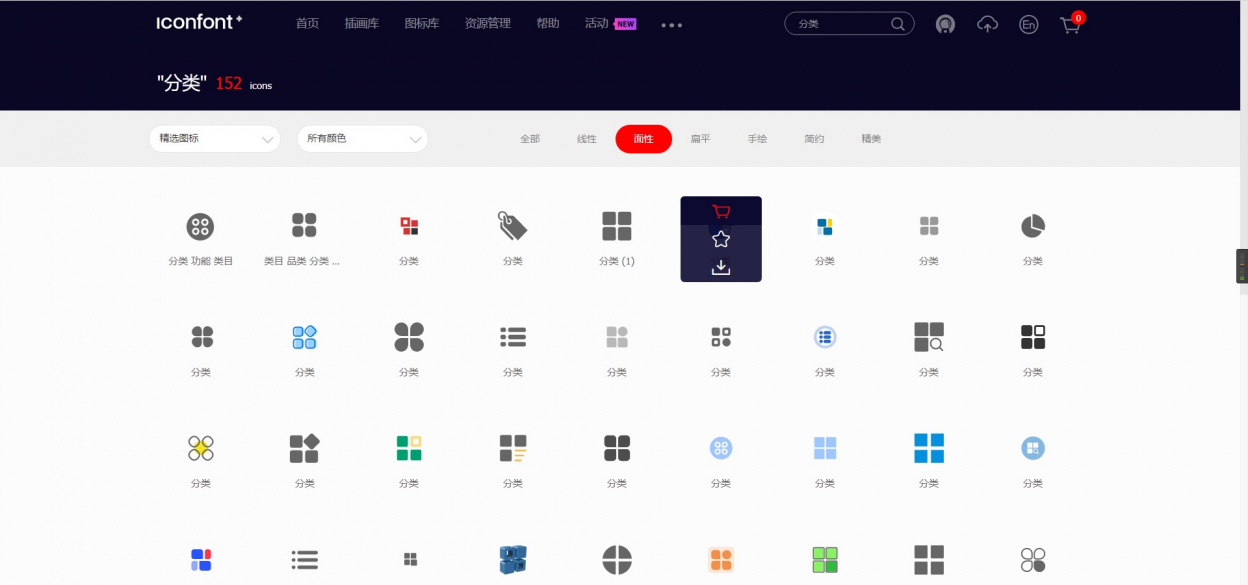 iconfont+ 首页 插画库 图标库 资源管理 帮助 活动 NEW 分类 En 0
"分类" 152 icons
精选图标 所有颜色 全部 线性 面性 扁平 手绘 简约 精美
分类 功能 类目 类目 品类 分类 ... 分类 分类 分类 (1) 分类 分类 分类
分类 分类 分类 分类 分类 分类 分类 分类 分类
分类 分类 分类 分类 分类 分类 分类 分类 分类